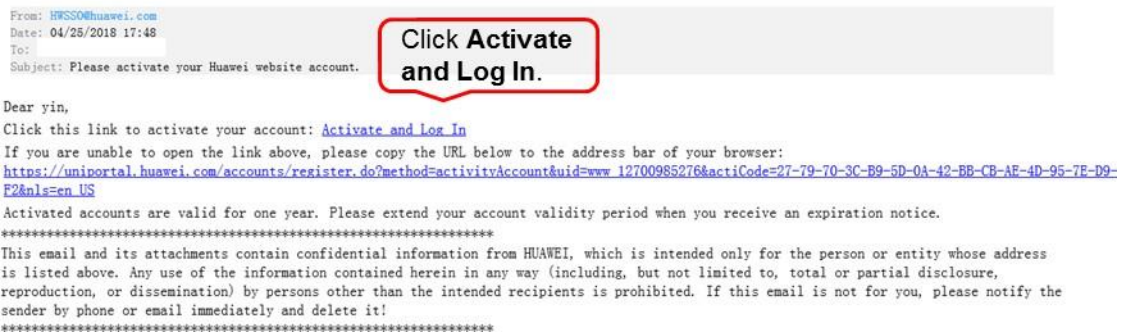 From: HWSSO@huawei.com
Date: 04/25/2018 17:48
To:
Subject: Please activate your Huawei website account.
Click Activate
and Log In.
Dear yin,
Click this link to activate your account: Activate and Log In
If you are unable to open the link above, please copy the URL below to the address bar of your browser:
https://uniportal.huawei.com/accounts/register.do?method=activityAccount&uid=www_12700985276&actiCode=27-79-70-3C-B9-5D-0A-42-BB-CB-AE-4D-95-7E-D9-
F2&nls=en_US
Activated accounts are valid for one year. Please extend your account validity period when you receive an expiration notice.
**********************************************************************
This email and its attachments contain confidential information from HUAWEI, which is intended only for the person or entity whose address
is listed above. Any use of the information contained herein in any way (including, but not limited to, total or partial disclosure,
reproduction, or dissemination) by persons other than the intended recipients is prohibited. If this email is not for you, please notify the
sender by phone or email immediately and delete it!
**********************************************************************